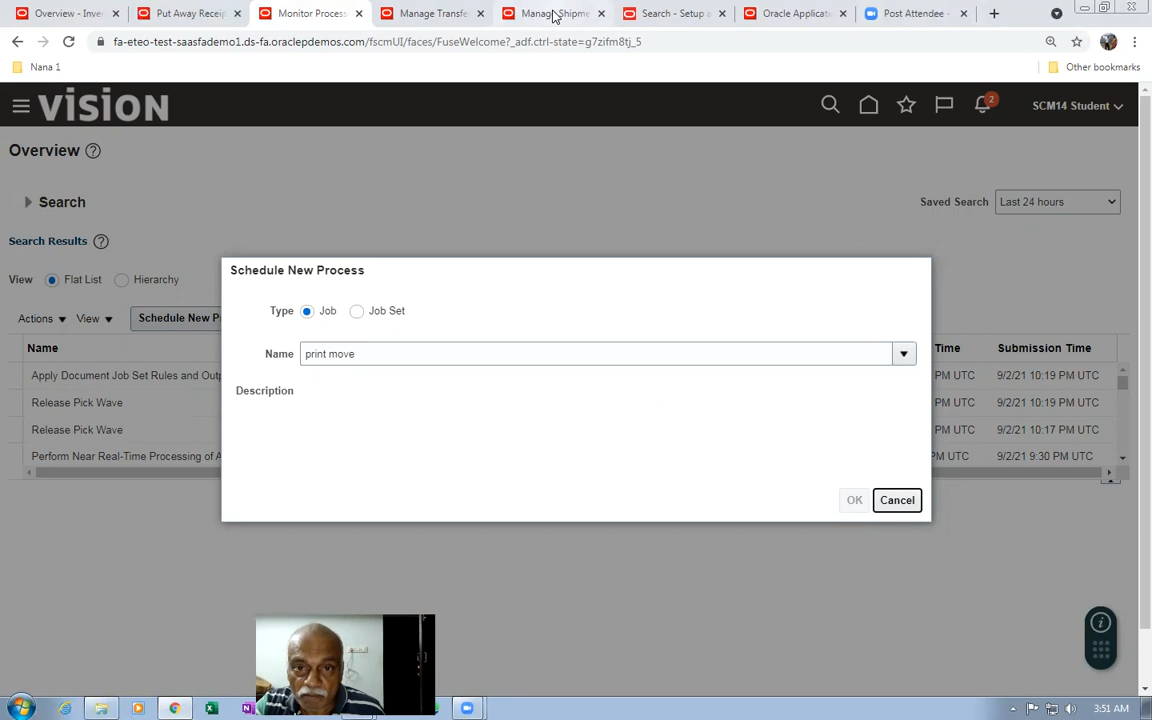 Overview - Inver
Put Away Receip
Monitor Process
Manage Transfe
Manage Shipme
Search - Setup a
Oracle Applicati
Post Attendee -
fa-eteo-test-saasfademo1.ds-fa.oraclepdemos.com/fscmUI/faces/FuseWelcome?_adf.ctrl-state=g7zifm8tj_5
Nana 1
Other bookmarks
VISION
2
SCM14 Student
Overview
Search
Saved Search
Last 24 hours
Search Results
View
Flat List
Hierarchy
Actions
View
Schedule New P
Name
Time
Submission Time
Apply Document Job Set Rules and Outp
PM UTC
9/2/21 10:19 PM UTC
Release Pick Wave
PM UTC
9/2/21 10:19 PM UTC
Release Pick Wave
PM UTC
9/2/21 10:17 PM UTC
Perform Near Real-Time Processing of A
PM UTC
9/2/21 9:30 PM UTC
Schedule New Process
Type
Job
Job Set
Name
print move
Description
OK
Cancel
3:51 AM